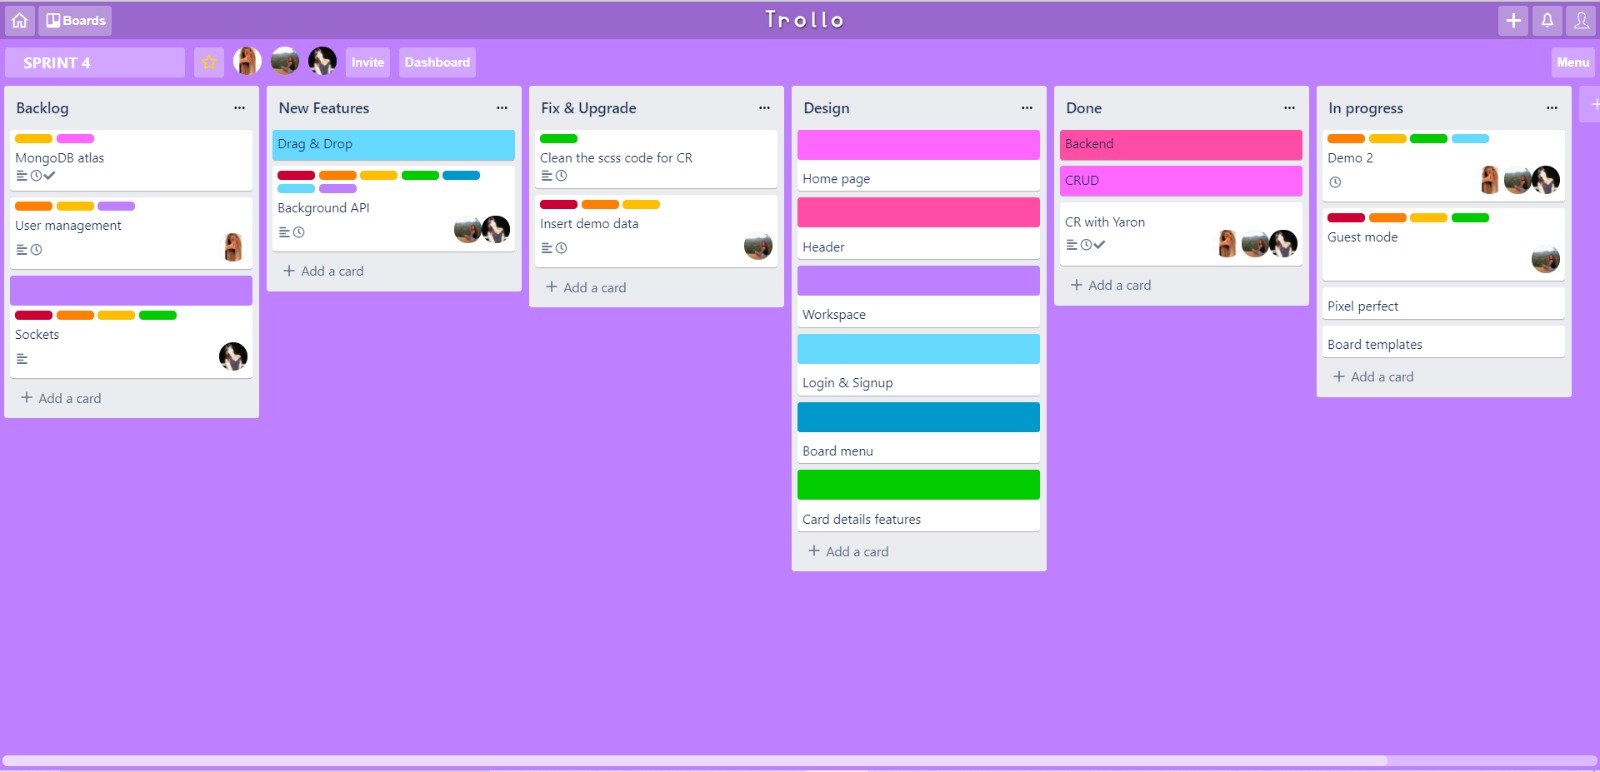 Boards
Trollo
SPRINT 4
Invite
Dashboard
Menu
Backlog
MongoDB atlas
User management
Sockets
Add a card
New Features
Drag & Drop
Background API
Add a card
Fix & Upgrade
Clean the scss code for CR
Insert demo data
Add a card
Design
Home page
Header
Workspace
Login & Signup
Board menu
Card details features
Add a card
Done
Backend
CRUD
CR with Yaron
Add a card
In progress
Demo 2
Guest mode
Pixel perfect
Board templates
Add a card